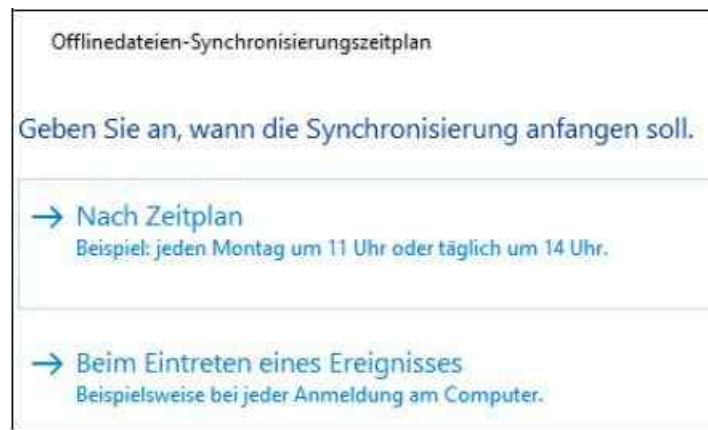 Offlinedateien-Synchronisierungszeitplan
Geben Sie an, wann die Synchronisierung anfangen soll.
Nach Zeitplan
Beispiel: jeden Montag um 11 Uhr oder täglich um 14 Uhr.
Beim Eintreten eines Ereignisses
Beispielsweise bei jeder Anmeldung am Computer.